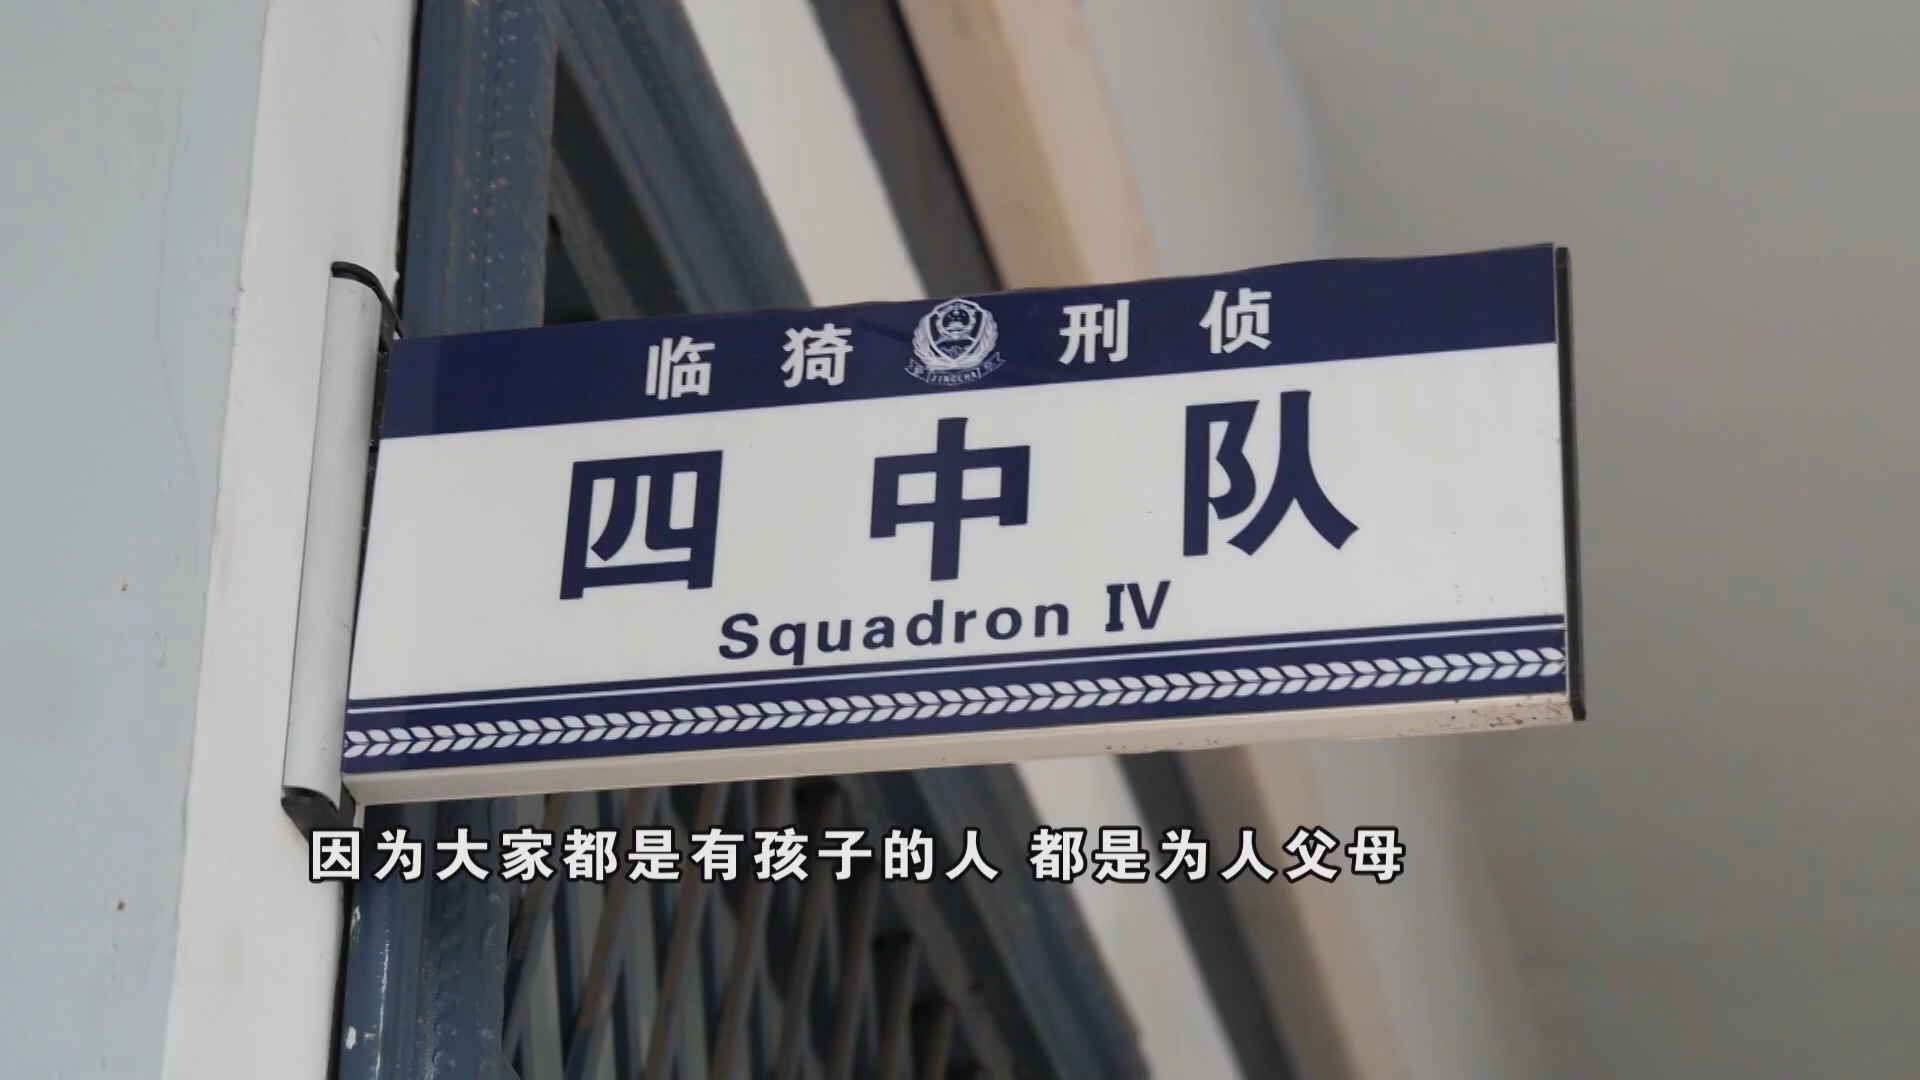 临猗 刑侦
四中队
Squadron IV
因为大家都是有孩子的人 都是为人父母